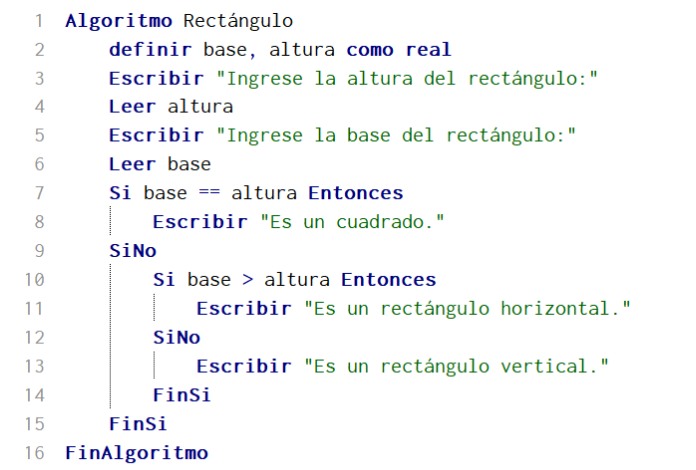 1 Algoritmo Rectángulo
2 definir base, altura como real
3 Escribir "Ingrese la altura del rectángulo:"
4 Leer altura
5 Escribir "Ingrese la base del rectángulo:"
6 Leer base
7 Si base == altura Entonces
8 Escribir "Es un cuadrado."
9 SiNo
10 Si base > altura Entonces
11 Escribir "Es un rectángulo horizontal."
12 SiNo
13 Escribir "Es un rectángulo vertical."
14 FinSi
15 FinSi
16 FinAlgoritmo